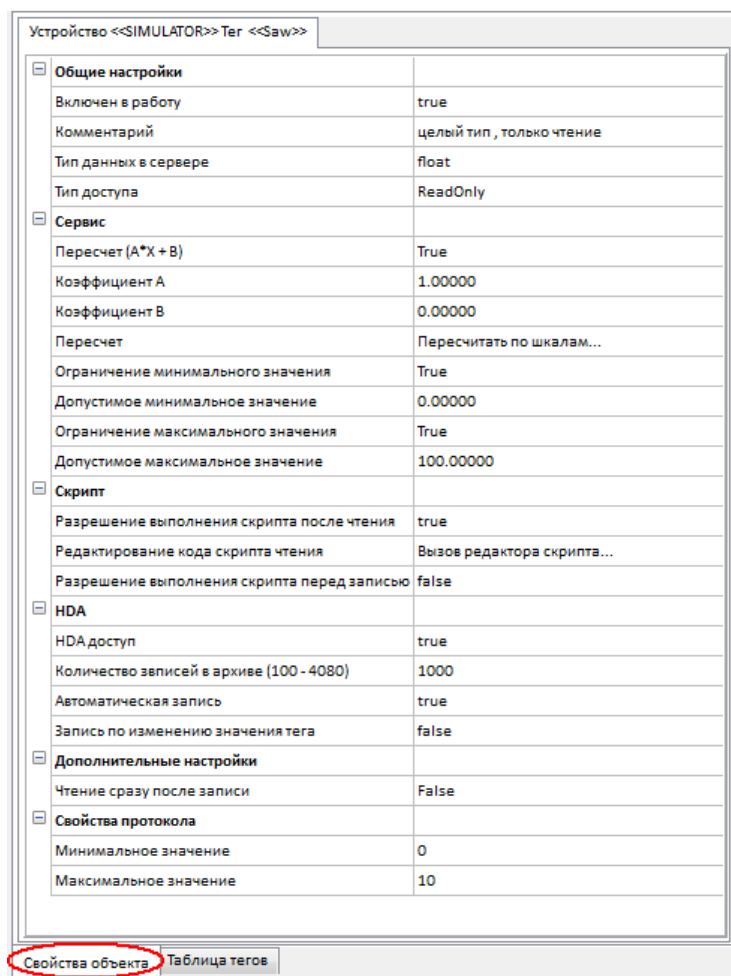 Устройство <<SIMULATOR>> Тег <<Saw>>
Общие настройки
Включен в работу true
Комментарий целый тип , только чтение
Тип данных в сервере float
Тип доступа ReadOnly
Сервис
Пересчет (A*X + B) True
Коэффициент A 1.00000
Коэффициент B 0.00000
Пересчет Пересчитать по шкалам...
Ограничение минимального значения True
Допустимое минимальное значение 0.00000
Ограничение максимального значения True
Допустимое максимальное значение 100.00000
Скрипт
Разрешение выполнения скрипта после чтения true
Редактирование кода скрипта чтения Вызов редактора скрипта...
Разрешение выполнения скрипта перед записью false
HDA
HDA доступ true
Количество звписей в архиве (100 - 4080) 1000
Автоматическая запись true
Запись по изменению значения тега false
Дополнительные настройки
Чтение сразу после записи False
Свойства протокола
Минимальное значение 0
Максимальное значение 10
Свойства объекта Таблица тегов